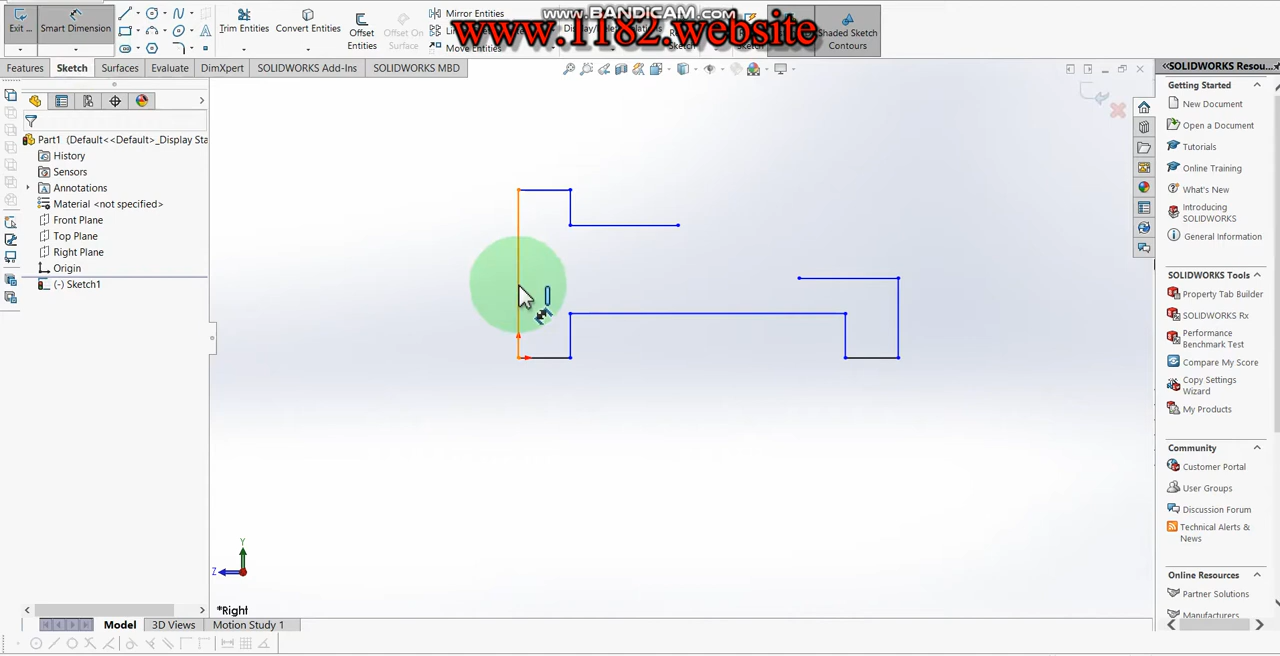 www.BANDICAM.com
www.1182.website
Exit ...
Smart Dimension
Trim Entities
Convert Entities
Offset
Entities
Offset On
Surface
Mirror Entities
Move Entities
Shaded Sketch
Contours
Features
Sketch
Surfaces
Evaluate
DimXpert
SOLIDWORKS Add-Ins
SOLIDWORKS MBD
Part1 (Default<<Default>_Display Sta
History
Sensors
Annotations
Material <not specified>
Front Plane
Top Plane
Right Plane
Origin
(-) Sketch1
Y
Z
*Right
Model
3D Views
Motion Study 1
SOLIDWORKS Resou...
Getting Started
New Document
Open a Document
Tutorials
Online Training
What's New
Introducing
SOLIDWORKS
General Information
SOLIDWORKS Tools
Property Tab Builder
SOLIDWORKS Rx
Performance
Benchmark Test
Compare My Score
Copy Settings
Wizard
My Products
Community
Customer Portal
User Groups
Discussion Forum
Technical Alerts &
News
Online Resources
Partner Solutions
Manufacturers